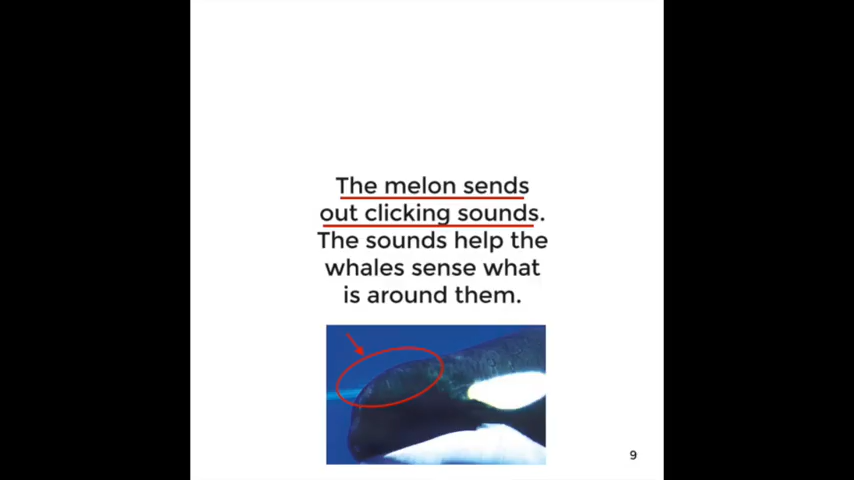 The melon sends
out clicking sounds.
The sounds help the
whales sense what
is around them.
9